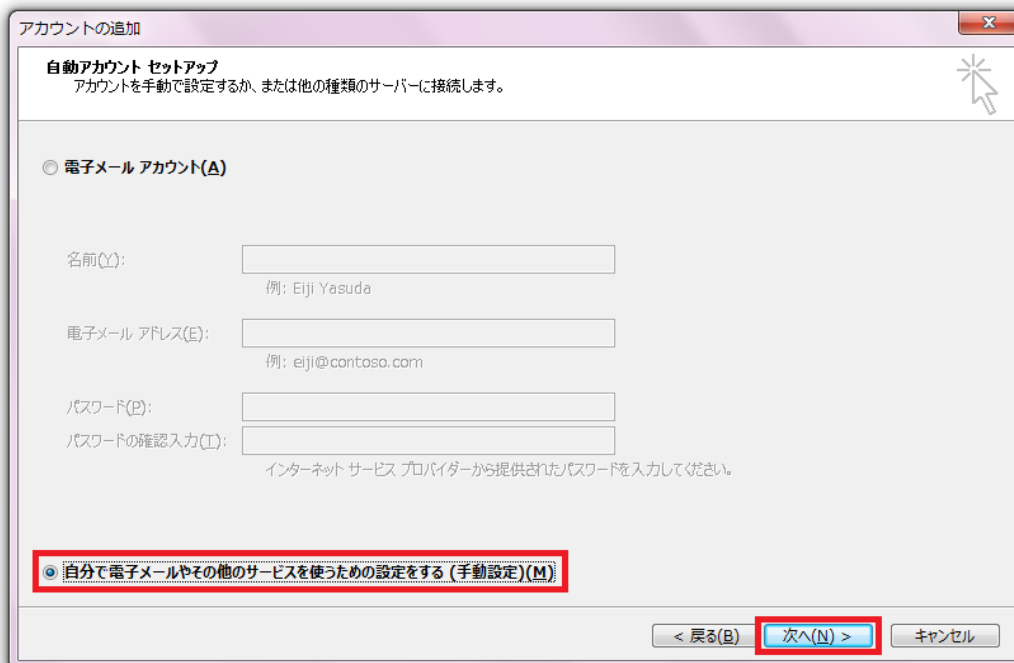 アカウントの追加
自動アカウント セットアップ
アカウントを手動で設定するか、または他の種類のサーバーに接続します。
電子メール アカウント(A)
名前(Y):
例: Eiji Yasuda
電子メール アドレス(E):
例: eiji@contoso.com
パスワード(P):
パスワードの確認入力(T):
インターネット サービス プロバイダーから提供されたパスワードを入力してください。
自分で電子メールやその他のサービスを使うための設定をする (手動設定)(M)
< 戻る(B) 次へ(N) > キャンセル